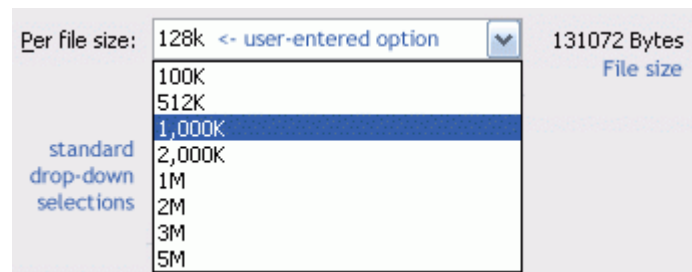 Per file size: 128k <- user-entered option 131072 Bytes
File size
100K
512K
1,000K
2,000K
1M
2M
3M
5M
standard
drop-down
selections